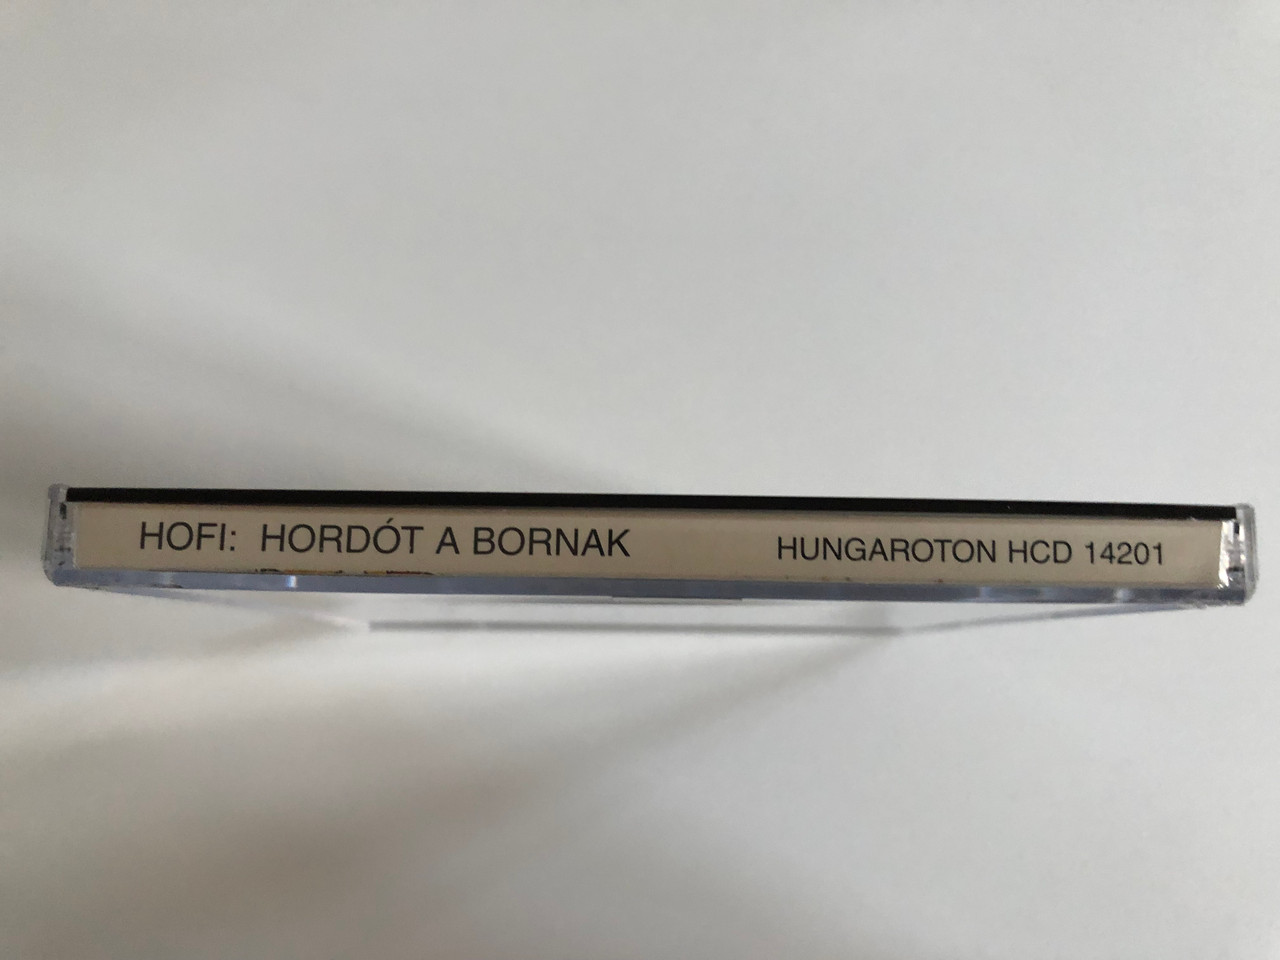 HOFI: HORDÓT A BORNAK HUNGAROTON HCD 14201